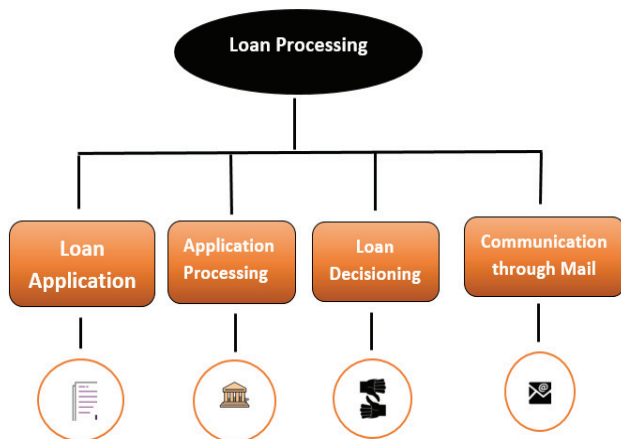 Loan Processing
Loan
Application
Application
Processing
Loan
Decisioning
Communication
through Mail
@